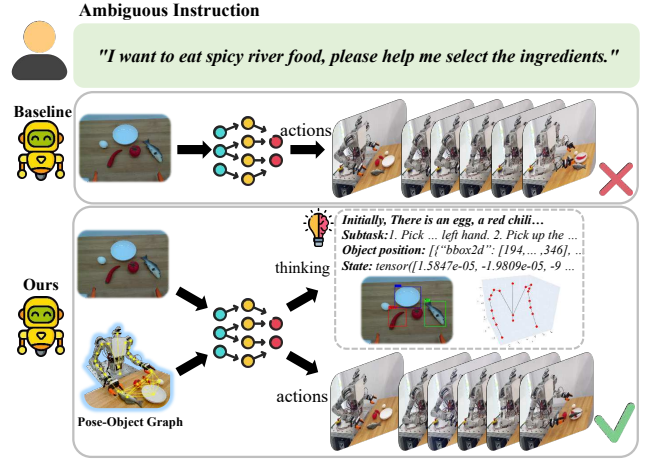 Ambiguous Instruction
"I want to eat spicy river food, please help me select the ingredients."
Baseline
actions
Ours
thinking
Initially, There is an egg, a red chili…
Subtask:1. Pick ... left hand. 2. Pick up the ...
Object position: [{“bbox2d”: [194,... ,346], ..
State: tensor([1.5847e-05, -1.9809e-05, -9 ...
actions
Pose-Object Graph